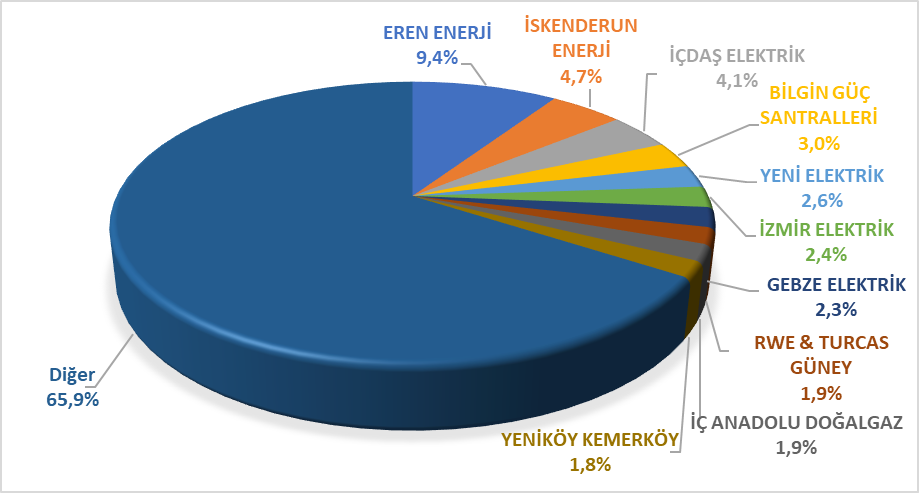 EREN ENERJİ
9,4%
İSKENDERUN
ENERJİ
4,7%
İÇDAŞ ELEKTRİK
4,1%
BİLGİN GÜÇ
SANTRALLERİ
3,0%
YENİ ELEKTRİK
2,6%
İZMİR ELEKTRİK
2,4%
GEBZE ELEKTRİK
2,3%
RWE & TURCAS
GÜNEY
1,9%
İÇ ANADOLU DOĞALGAZ
1,9%
YENİKÖY KEMERKÖY
1,8%
Diğer
65,9%